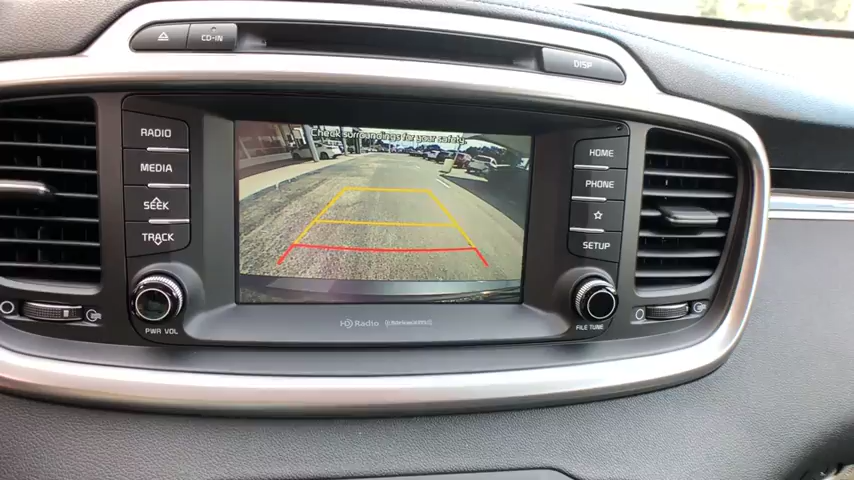 CD-IN
DISP
RADIO
MEDIA
SEEK
TRACK
PWR VOL
Check surroundings for your safety.
HOME
PHONE
SETUP
FILE TUNE
HD Radio